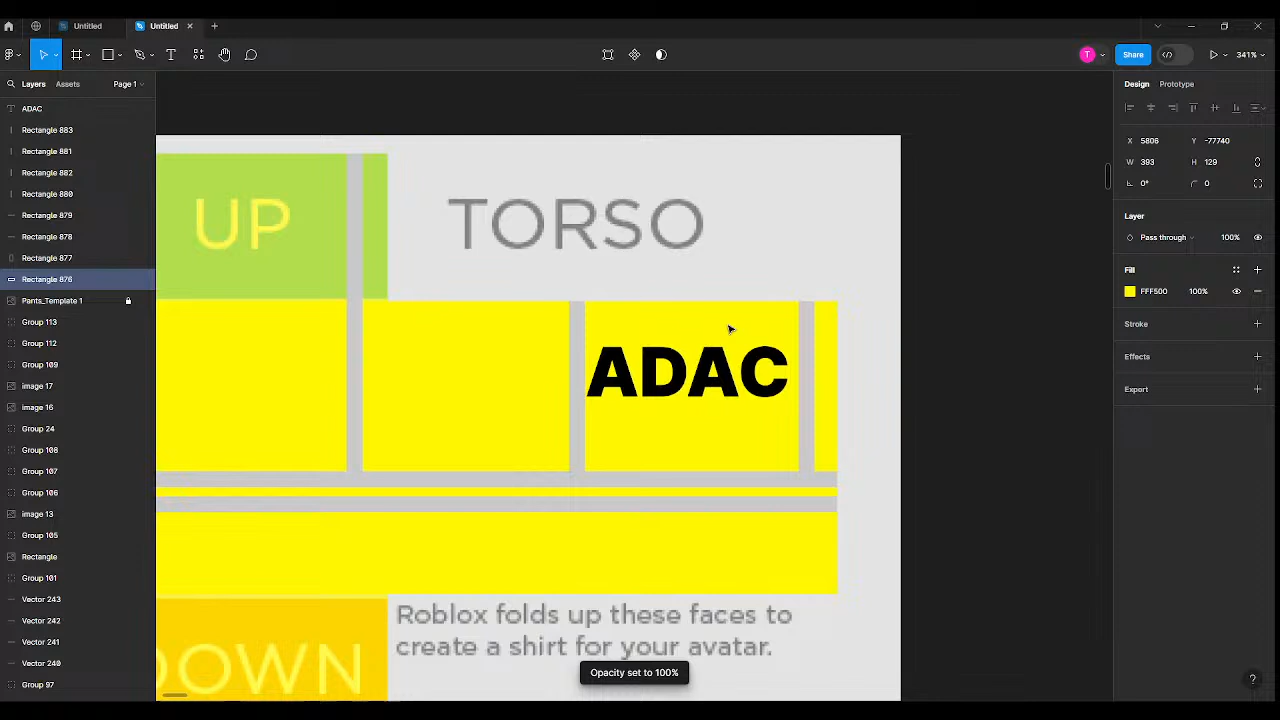 Untitled
Untitled
Share
341%
Layers Assets Page 1
ADAC
Rectangle 883
Rectangle 881
Rectangle 882
Rectangle 880
Rectangle 879
Rectangle 878
Rectangle 877
Rectangle 876
Pants_Template 1
Group 113
Group 112
Group 109
image 17
image 16
Group 24
Group 108
Group 107
Group 106
image 13
Group 105
Rectangle
Group 101
Vector 243
Vector 242
Vector 241
Vector 240
Group 97
UP
TORSO
ADAC
Roblox folds up these faces to
create a shirt for your avatar.
DOWN
Opacity set to 100%
Design Prototype
X 5806 Y -77740
W 393 H 129
0° 0
Layer
Pass through 100%
Fill
FFF500 100%
Stroke
Effects
Export
T
?